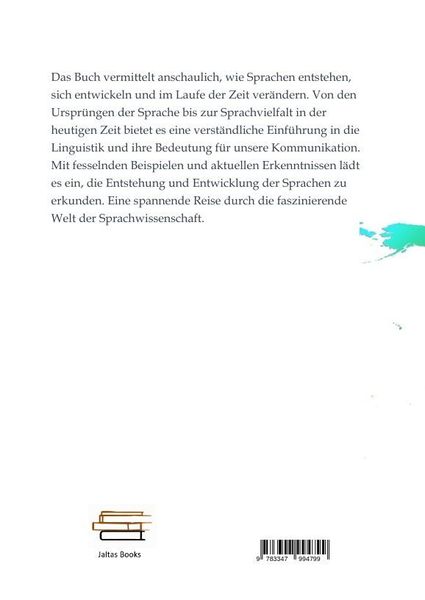 Das Buch vermittelt anschaulich, wie Sprachen entstehen,
sich entwickeln und im Laufe der Zeit verändern. Von den
Ursprüngen der Sprache bis zur Sprachvielfalt in der
heutigen Zeit bietet es eine verständliche Einführung in die
Linguistik und ihre Bedeutung für unsere Kommunikation.
Mit fesselnden Beispielen und aktuellen Erkenntnissen lädt
es ein, die Entstehung und Entwicklung der Sprachen zu
erkunden. Eine spannende Reise durch die faszinierende
Welt der Sprachwissenschaft.
Jaltas Books
9 783347 994799